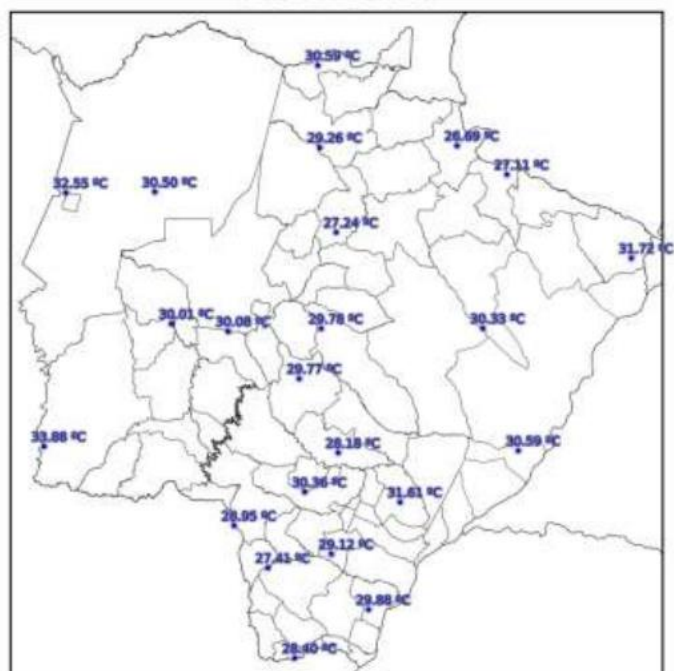 30.59 ºC
29.26 ºC
26.69 ºC
27.11 ºC
32.55 ºC
30.50 ºC
27.24 ºC
31.72 ºC
30.01 ºC
30.08 ºC
29.78 ºC
30.33 ºC
29.77 ºC
33.88 ºC
28.18 ºC
30.59 ºC
30.36 ºC
31.61 ºC
28.95 ºC
29.12 ºC
27.41 ºC
29.88 ºC
28.40 ºC